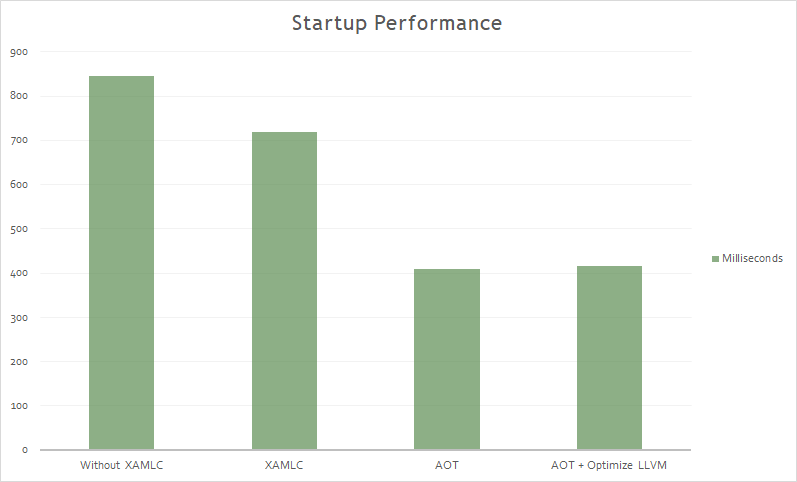 Startup Performance
900
800
700
600
500
400
300
200
100
0
Without XAMLC
XAMLC
AOT
AOT + Optimize LLVM
Milliseconds